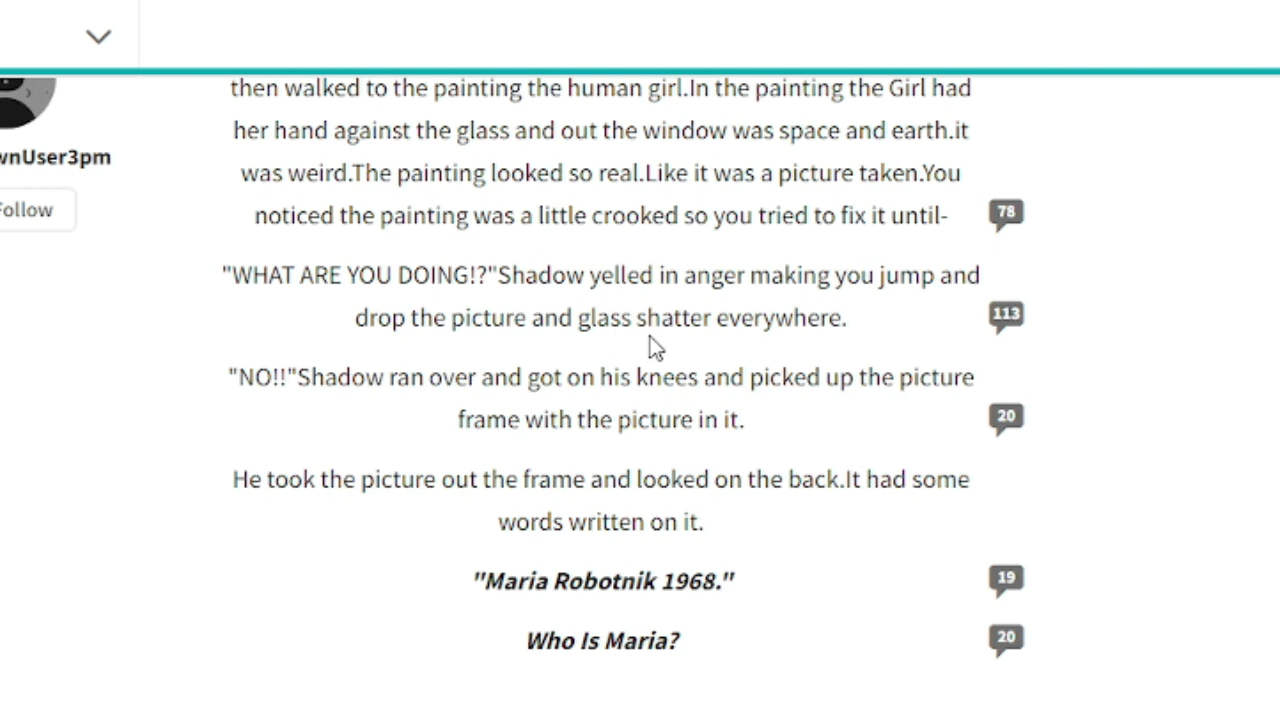 then walked to the painting the human girl.In the painting the Girl had
her hand against the glass and out the window was space and earth.it
wnUser3pm
was weird.The painting looked so real.Like it was a picture taken.You
Follow
noticed the painting was a little crooked so you tried to fix it until-
78
"WHAT ARE YOU DOING!?"Shadow yelled in anger making you jump and
drop the picture and glass shatter everywhere.
113
"NO!!"Shadow ran over and got on his knees and picked up the picture
frame with the picture in it.
20
He took the picture out the frame and looked on the back.It had some
words written on it.
"Maria Robotnik 1968."
19
Who Is Maria?
20